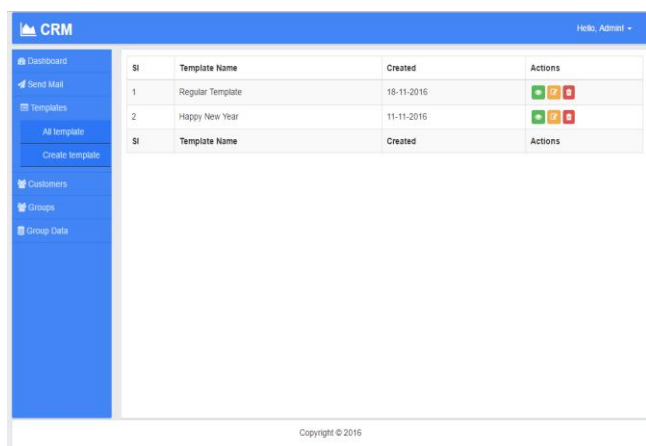 CRM
Hello, Admin!
Dashboard
Send Mail
Templates
All template
Create template
Customers
Groups
Group Data
Sl Template Name Created Actions
1 Regular Template 18-11-2016
2 Happy New Year 11-11-2016
Sl Template Name Created Actions
Copyright © 2016